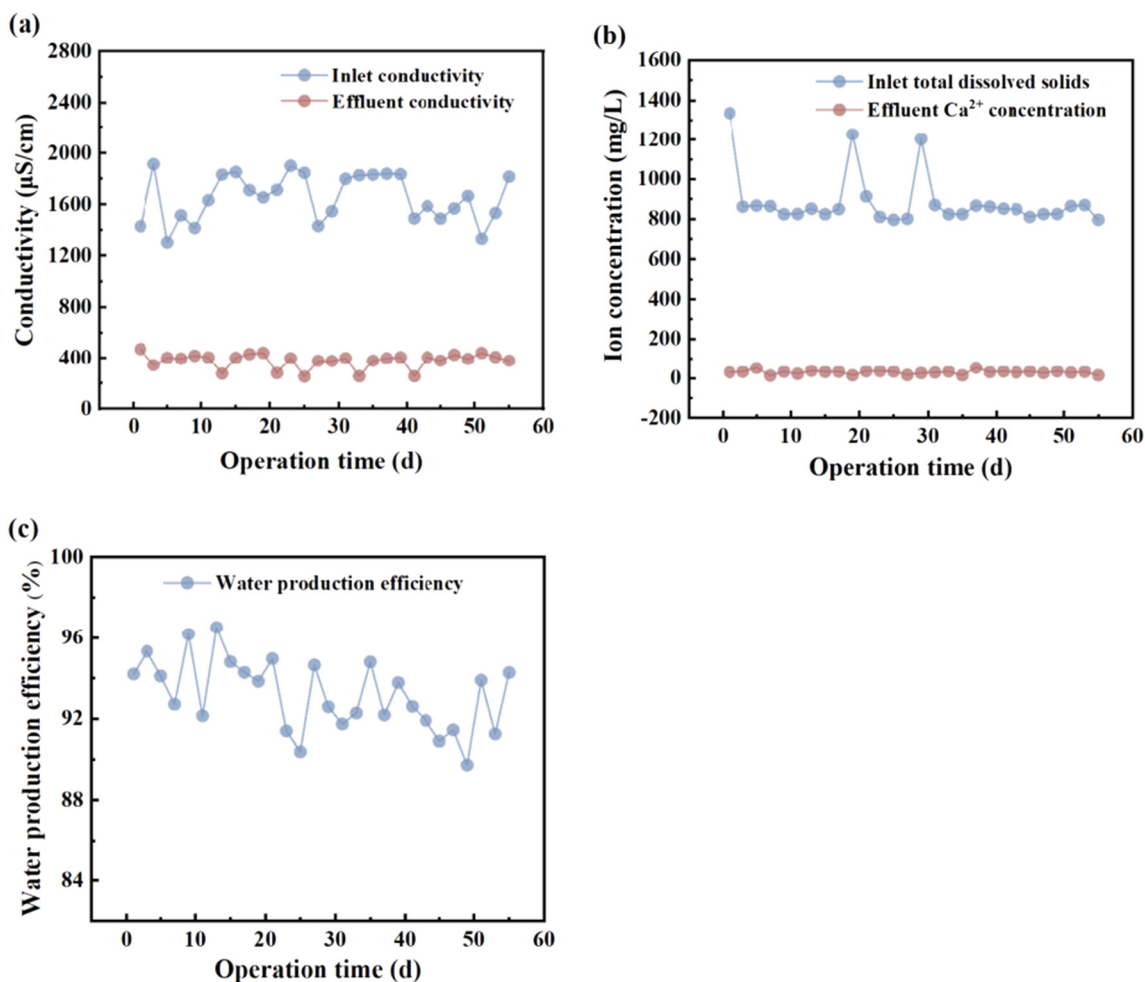 (a)
2800
2400
2000
1600
1200
800
400
0
Conductivity (μS/cm)
Inlet conductivity
Effluent conductivity
0 10 20 30 40 50 60
Operation time (d)
(b)
1600
1400
1200
1000
800
600
400
200
0
-200
Ion concentration (mg/L)
Inlet total dissolved solids
Effluent Ca²⁺ concentration
0 10 20 30 40 50 60
Operation time (d)
(c)
100
96
92
88
84
Water production efficiency (%)
Water production efficiency
0 10 20 30 40 50 60
Operation time (d)